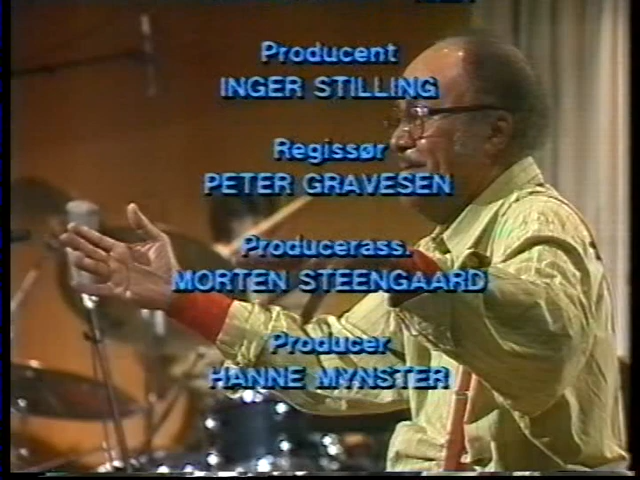 Producent
INGER STILLING
Regissør
PETER GRAVESEN
Producerass.
MORTEN STEENGAARD
Producer
HANNE MYNSTER